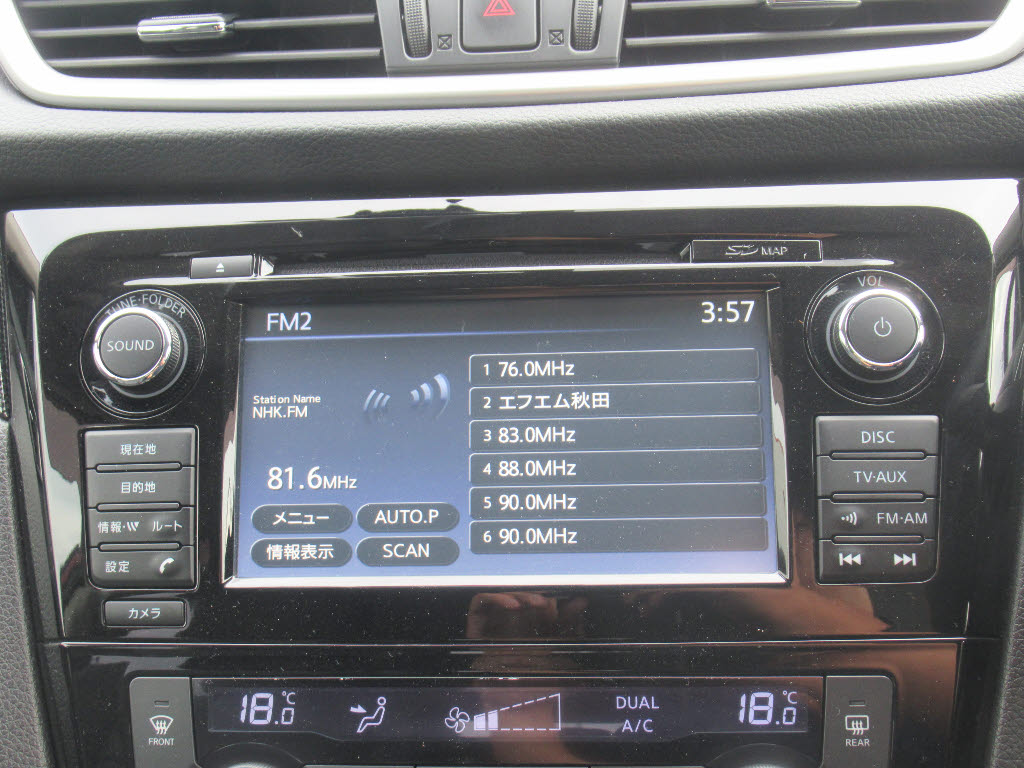 SD MAP
TUNE·FOLDER
SOUND
VOL
FM2
3:57
Station Name
NHK.FM
81.6MHz
メニュー
AUTO.P
情報表示
SCAN
1 76.0MHz
2 エフエム秋田
3 83.0MHz
4 88.0MHz
5 90.0MHz
6 90.0MHz
現在地
目的地
情報·VV ルート
設定
カメラ
DISC
TV·AUX
FM·AM
18.0℃
DUAL
A/C
18.0℃
FRONT
REAR